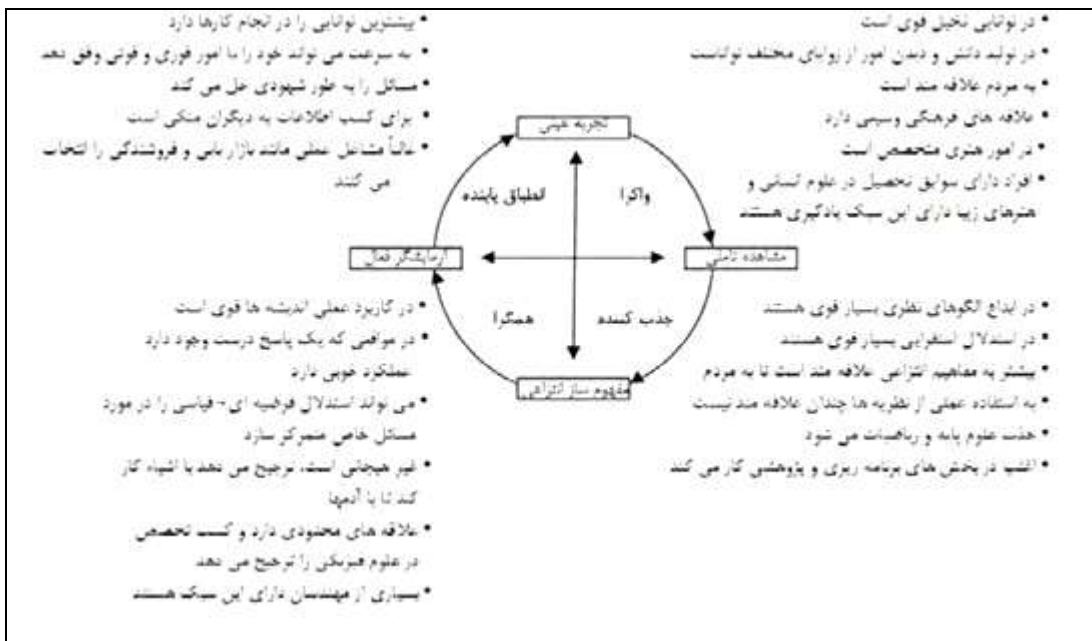 • در توانایی تخیل قوی است
• در تولید دانش و دیدن امور از زوایای مختلف تواناست
• به مردم علاقه مند است
• علاقه های فرهنگی وسیعی دارد
• در امور هنری متخصص است
• افراد دارای سوابق تحصیل در علوم انسانی و
هنرهای زیبا دارای این سبک یادگیری هستند
• بیشترین توانایی را در انجام کارها دارد
• به سرعت می تواند خود را با امور فوری و فوتی وفق دهد
• مسائل را به طور شهودی حل می کند
• برای کسب اطلاعات به دیگران متکی است
• غالباً مشاغل عملی مانند بازار یابی و فروشندگی را انتخاب
می کنند
تجربه عینی
واگرا
انطباق یابنده
مشاهده تاملی
آزمایشگر فعال
جذب کننده
همگرا
مفهوم ساز انتزاعی
• در ابداع الگوهای نظری بسیار قوی هستند
• در استدلال استقرایی بسیار قوی هستند
• بیشتر به مفاهیم انتزاعی علاقه مند است تا به مردم
• به استفاده عملی از نظریه ها چندان علاقه مند نیست
• جذب علوم پایه و ریاضیات می شود
• اغلب در بخش های برنامه ریزی و پژوهشی کار می کند
• در کاربرد عملی اندیشه ها قوی است
• در مواقعی که یک پاسخ درست وجود دارد
عملکرد خوبی دارد
• می تواند استدلال فرضیه ای- قیاسی را در مورد
مسائل خاص متمرکز سازد
• غیر هیجانی است، ترجیح می دهد با اشیاء کار
کند تا با آدمها
• علاقه های محدودی دارد و کسب تخصص
در علوم فیزیکی را ترجیح می دهد
• بسیاری از مهندسان دارای این سبک هستند